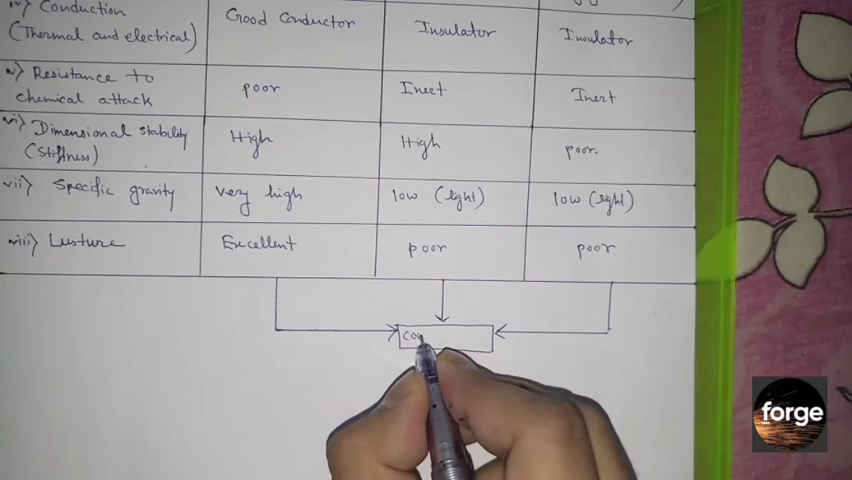 iv) Conduction
(Thermal and electrical)
Good Conductor
Insulator
Insulator
v) Resistance to
chemical attack
poor
Inert
Inert
vi) Dimensional stability
(Stiffness)
High
High
poor.
vii) Specific gravity
very high
low (light)
low (light)
viii) Lusture
Excellent
poor
poor
forge